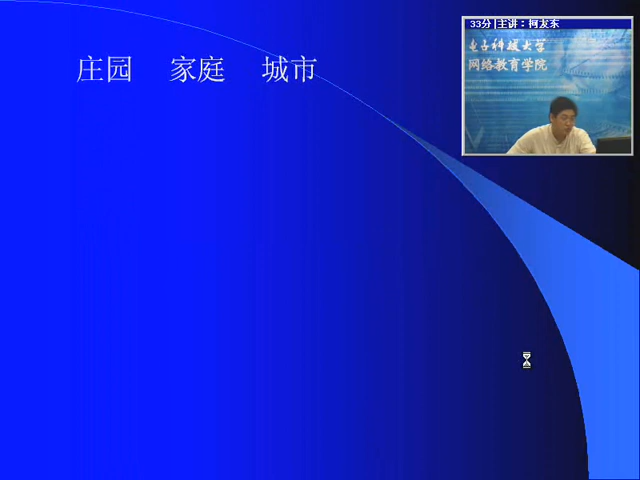 庄园 家庭 城市
33分|主讲：柯友东
电子科技大学
网络教育学院